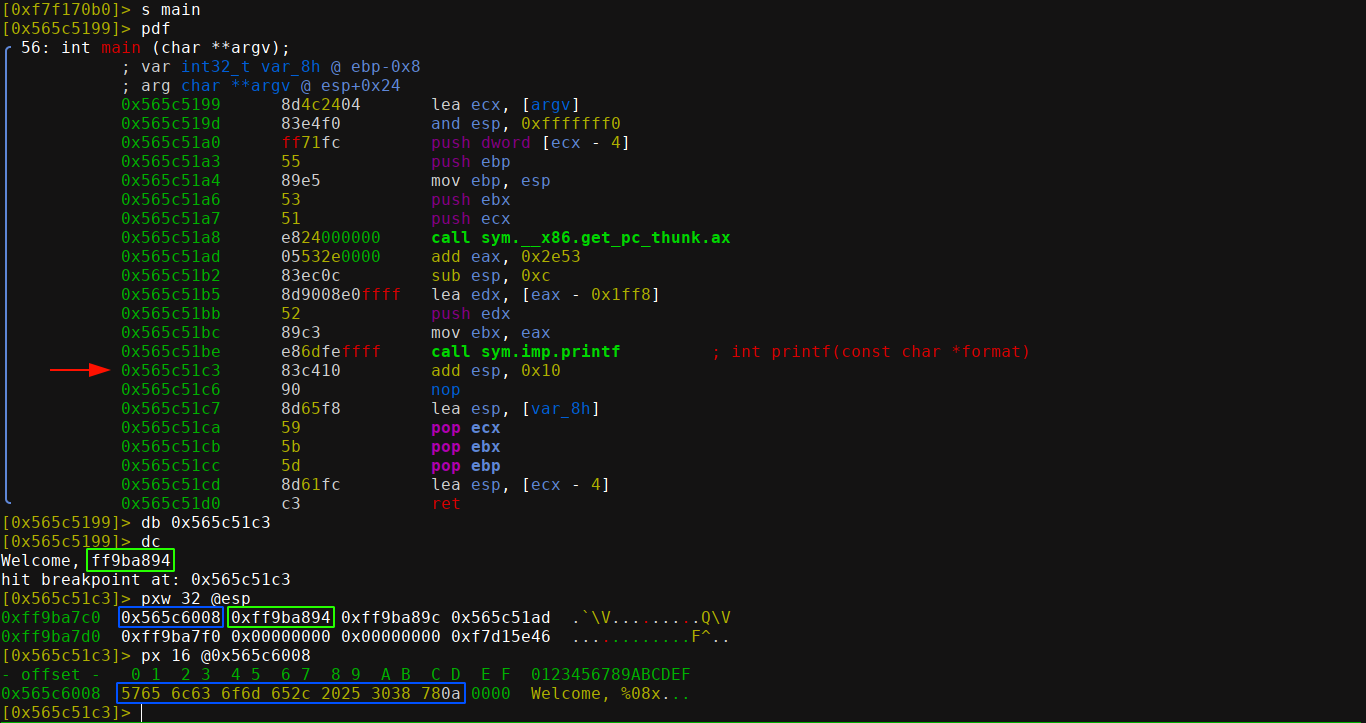 [0xf7f170b0]> s main
[0x565c5199]> pdf
56: int main (char **argv);
; var int32_t var_8h @ ebp-0x8
; arg char **argv @ esp+0x24
0x565c5199 8d4c2404 lea ecx, [argv]
0x565c519d 83e4f0 and esp, 0xfffffff0
0x565c51a0 ff71fc push dword [ecx - 4]
0x565c51a3 55 push ebp
0x565c51a4 89e5 mov ebp, esp
0x565c51a6 53 push ebx
0x565c51a7 51 push ecx
0x565c51a8 e824000000 call sym.__x86.get_pc_thunk.ax
0x565c51ad 05532e0000 add eax, 0x2e53
0x565c51b2 83ec0c sub esp, 0xc
0x565c51b5 8d9008e0ffff lea edx, [eax - 0x1ff8]
0x565c51bb 52 push edx
0x565c51bc 89c3 mov ebx, eax
0x565c51be e86dfeffff call sym.imp.printf ; int printf(const char *format)
0x565c51c3 83c410 add esp, 0x10
0x565c51c6 90 nop
0x565c51c7 8d65f8 lea esp, [var_8h]
0x565c51ca 59 pop ecx
0x565c51cb 5b pop ebx
0x565c51cc 5d pop ebp
0x565c51cd 8d61fc lea esp, [ecx - 4]
0x565c51d0 c3 ret
[0x565c5199]> db 0x565c51c3
[0x565c5199]> dc
Welcome, ff9ba894
hit breakpoint at: 0x565c51c3
[0x565c51c3]> pxw 32 @esp
0xff9ba7c0 0x565c6008 0xff9ba894 0xff9ba89c 0x565c51ad .`\V.........Q\V
0xff9ba7d0 0xff9ba7f0 0x00000000 0x00000000 0xf7d15e46 ............F^..
[0x565c51c3]> px 16 @0x565c6008
- offset - 0 1 2 3 4 5 6 7 8 9 A B C D E F 0123456789ABCDEF
0x565c6008 5765 6c63 6f6d 652c 2025 3038 780a 0000 Welcome, %08x...
[0x565c51c3]>